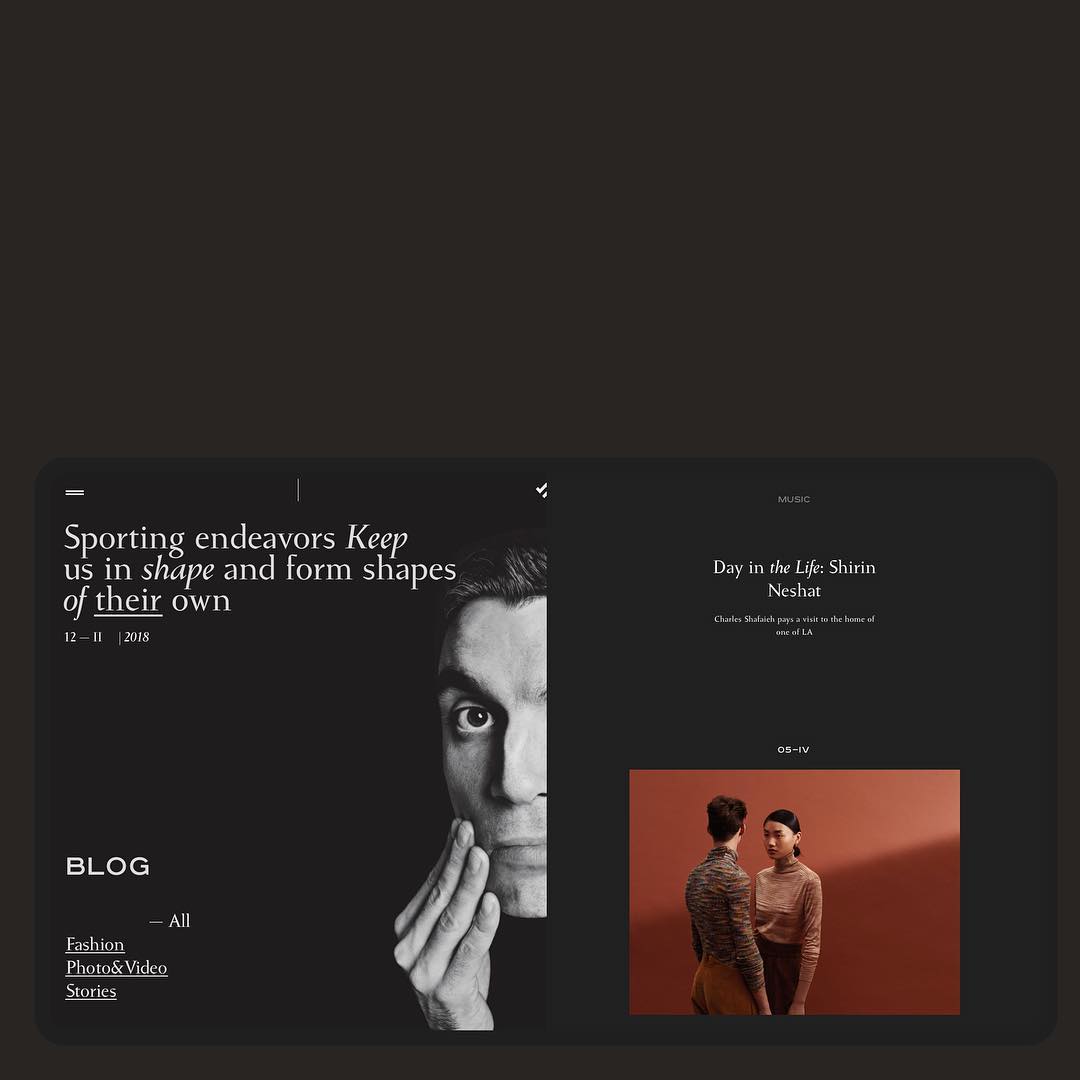 Sporting endeavors Keep
us in shape and form shapes
of their own
12 — II | 2018
BLOG
— All
Fashion
Photo&Video
Stories
MUSIC
Day in the Life: Shirin
Neshat
Charles Shafaieh pays a visit to the home of
one of LA
05–IV